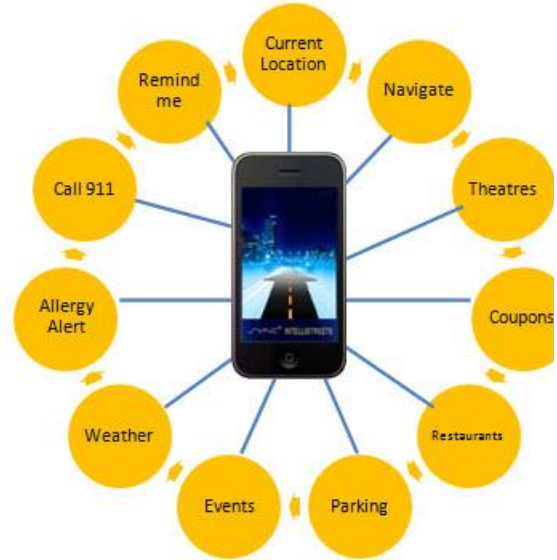 Current
Location
Navigate
Theatres
Coupons
Restaurants
Parking
Events
Weather
Allergy
Alert
Call 911
Remind
me
INTELLISTREETS